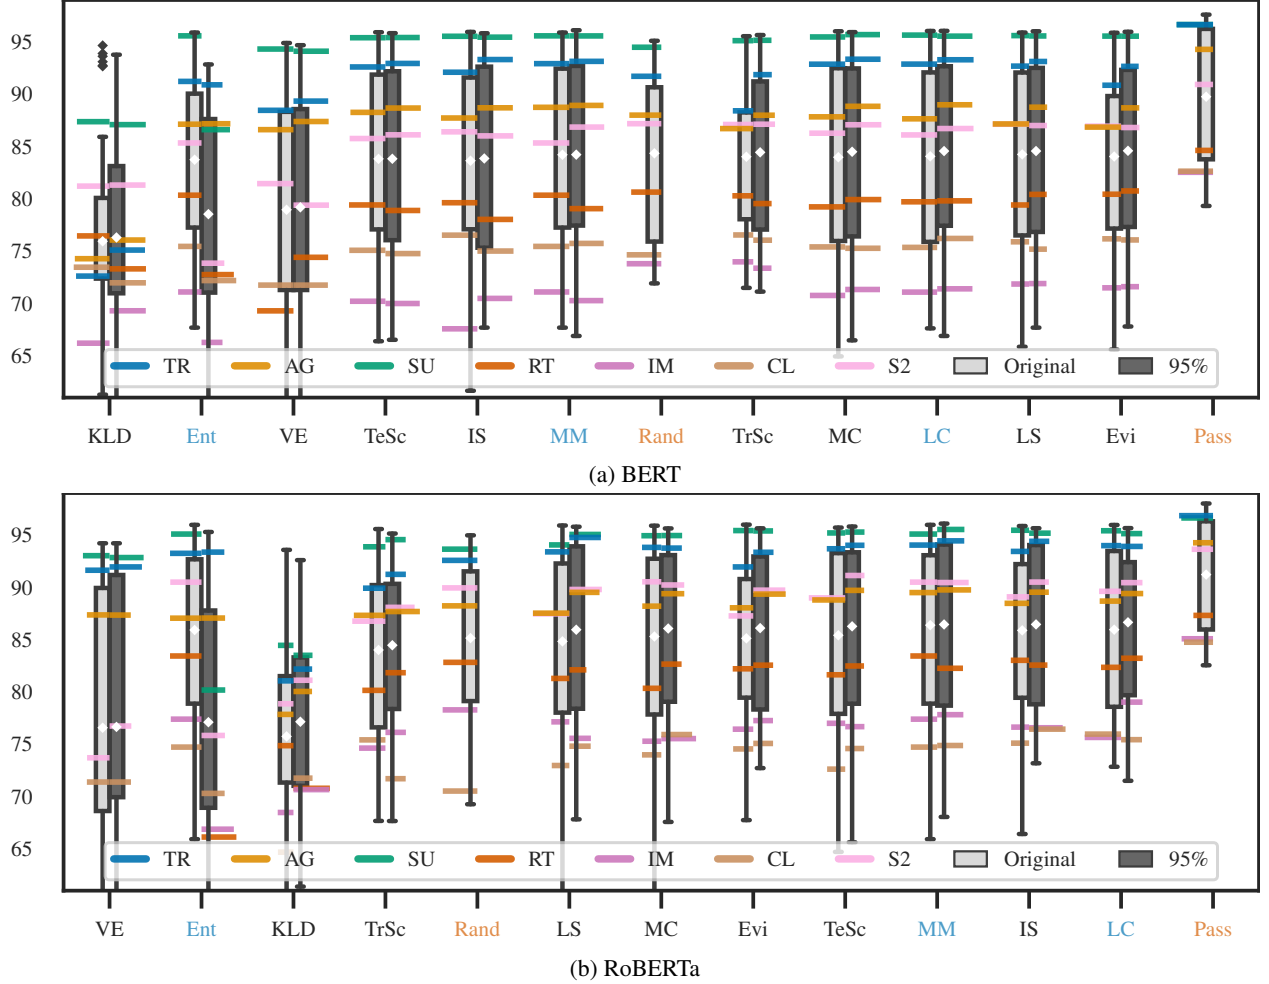 95
90
85
80
75
70
65
TR AG SU RT IM CL S2 Original 95%
KLD Ent VE TeSc IS MM Rand TrSc MC LC LS Evi Pass
(a) BERT
95
90
85
80
75
70
65
TR AG SU RT IM CL S2 Original 95%
VE Ent KLD TrSc Rand LS MC Evi TeSc MM IS LC Pass
(b) RoBERTa